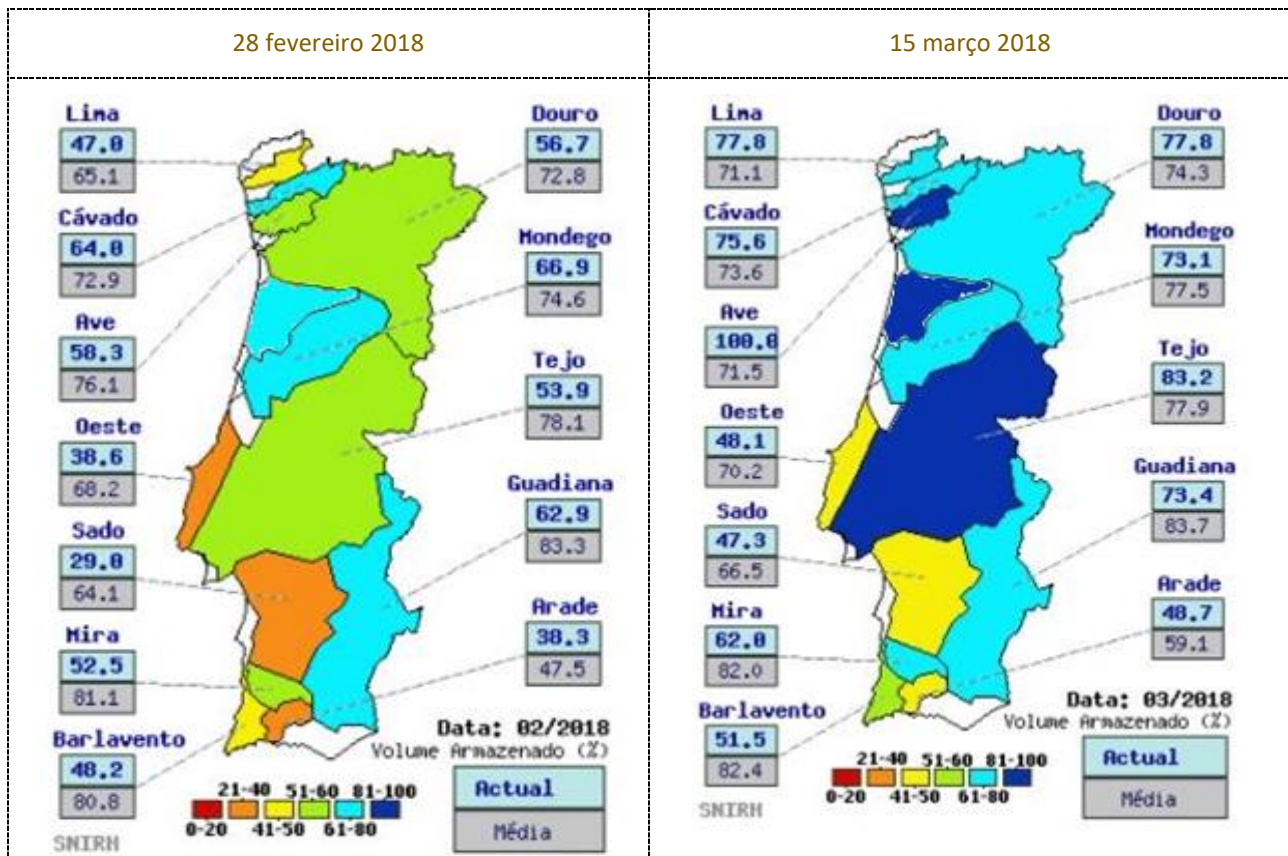 28 fevereiro 2018
Lima
47.0
65.1
Cávado
64.0
72.9
Ave
58.3
76.1
Oeste
38.6
68.2
Sado
29.0
64.1
Mira
52.5
81.1
Barlavento
48.2
80.8
SNIRH
Douro
56.7
72.8
Mondego
66.9
74.6
Tejo
53.9
78.1
Guadiana
62.9
83.3
Arade
38.3
47.5
Data: 02/2018
Volume Armazenado (%)
21-40 51-60 81-100
0-20 41-50 61-80
Actual
Média
15 março 2018
Lima
77.8
71.1
Cávado
75.6
73.6
Ave
100.0
71.5
Oeste
48.1
70.2
Sado
47.3
66.5
Mira
62.0
82.0
Barlavento
51.5
82.4
SNIRH
Douro
77.8
74.3
Mondego
73.1
77.5
Tejo
83.2
77.9
Guadiana
73.4
83.7
Arade
48.7
59.1
Data: 03/2018
Volume Armazenado (%)
21-40 51-60 81-100
0-20 41-50 61-80
Actual
Média